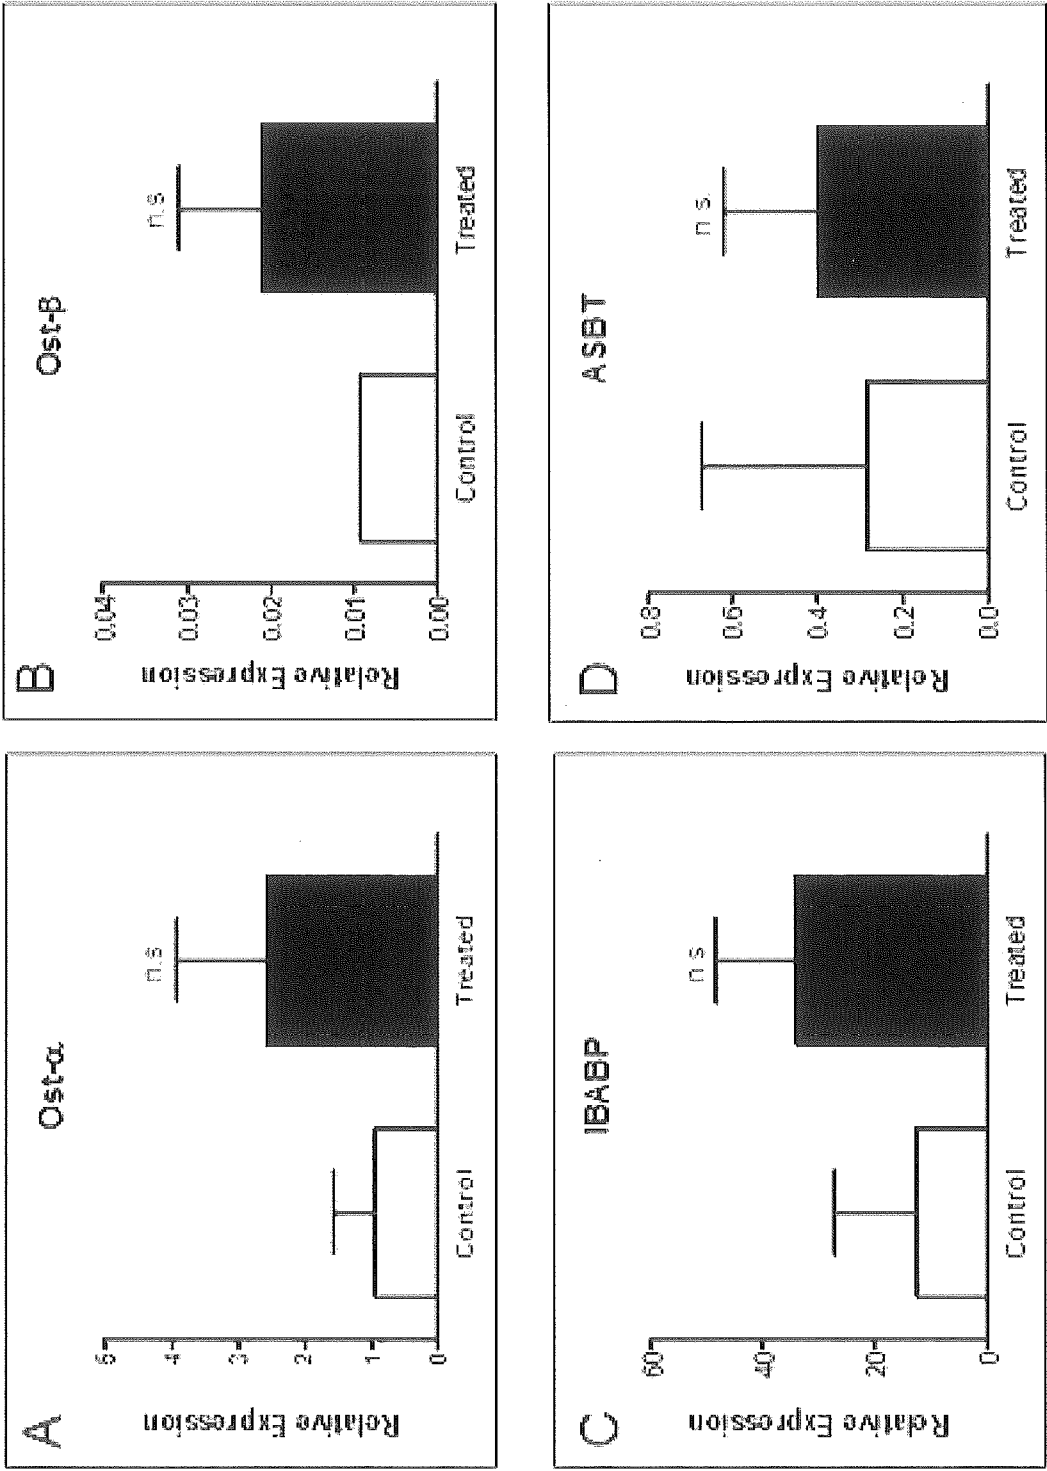 A
Ost-α
Relative Expression
5
4
3
2
1
0
n.s
Control
Treated
B
Ost-β
Relative Expression
0.04
0.03
0.02
0.01
0.00
n.s
Control
Treated
C
IBABP
Relative Expression
60
40
20
0
n s
Control
Treated
D
ASBT
Relative Expression
0.8
0.6
0.4
0.2
0.0
n s.
Control
Treated